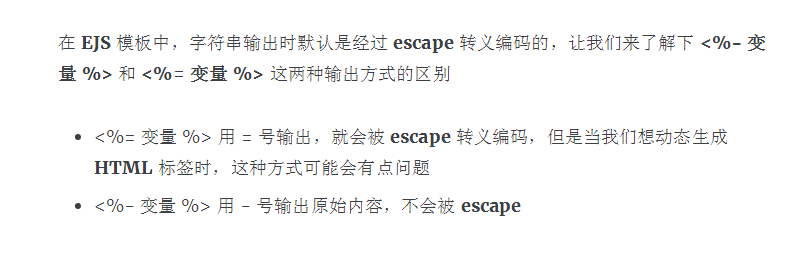 在 EJS 模板中，字符串输出时默认是经过 escape 转义编码的，让我们来了解下 <%- 变
量 %> 和 <%= 变量 %> 这两种输出方式的区别
• <%= 变量 %> 用 = 号输出，就会被 escape 转义编码，但是当我们想动态生成
HTML 标签时，这种方式可能会有点问题
• <%- 变量 %> 用 - 号输出原始内容，不会被 escape